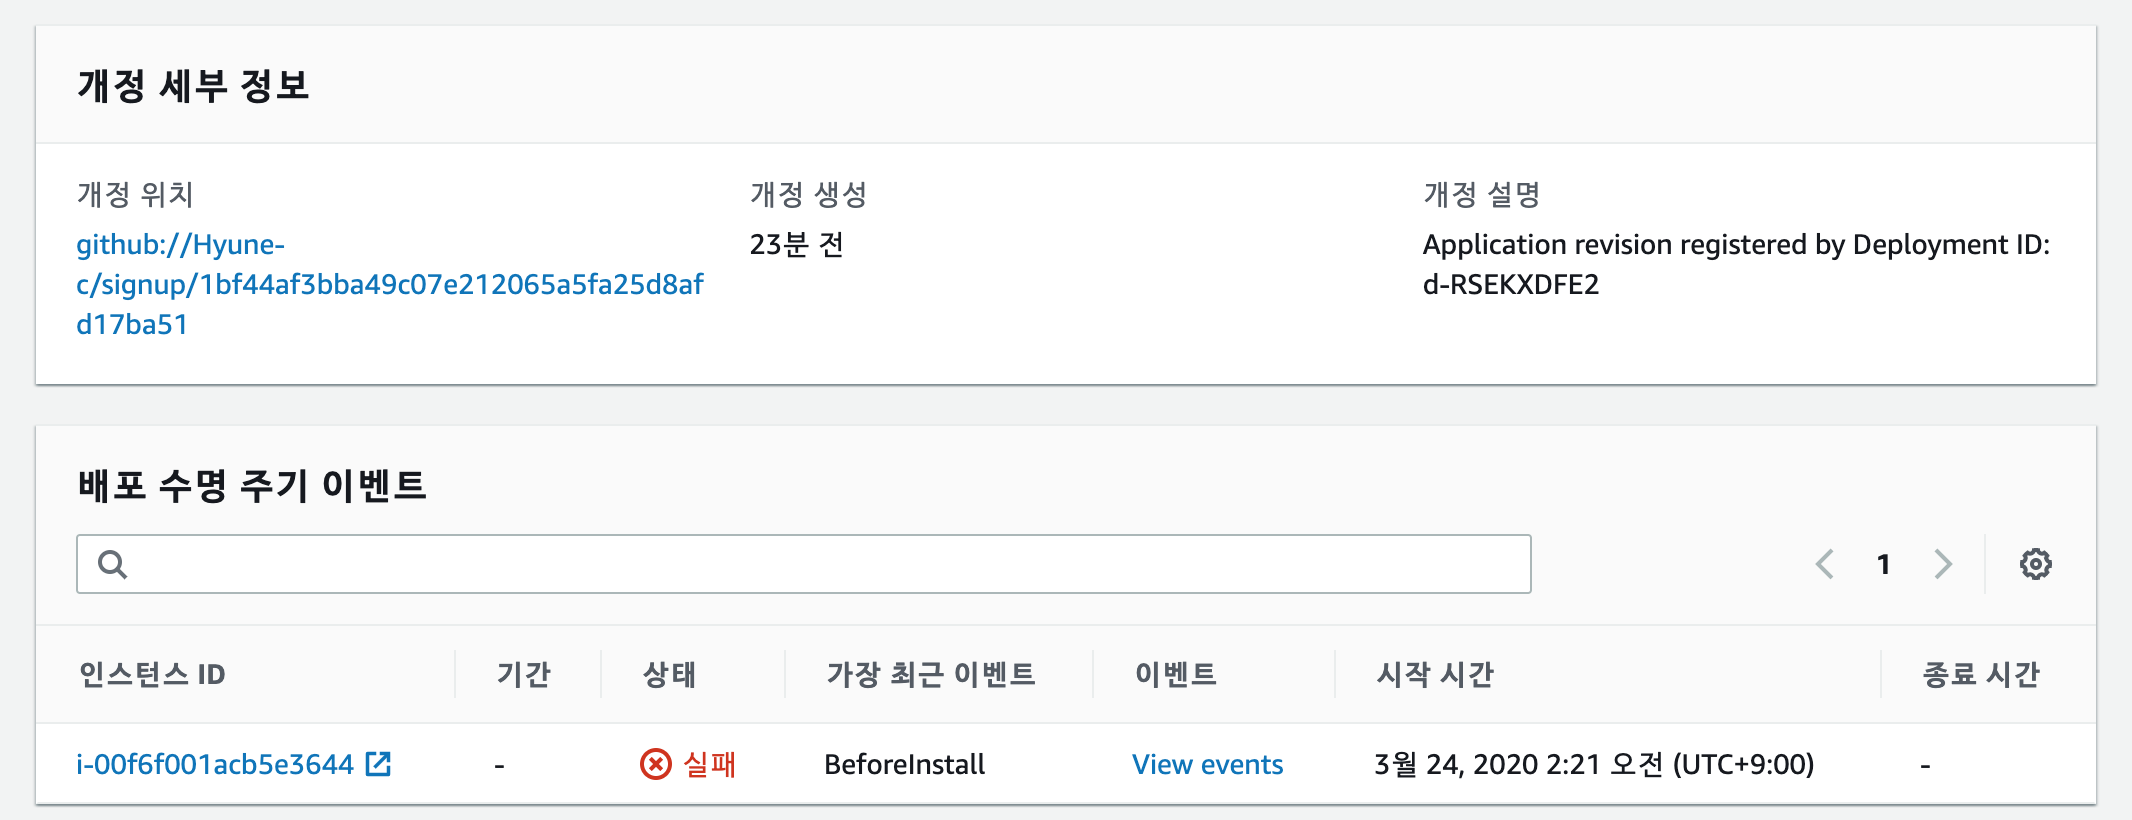 개정 세부 정보
개정 위치
github://Hyune-
c/signup/1bf44af3bba49c07e212065a5fa25d8af
d17ba51
개정 생성
23분 전
개정 설명
Application revision registered by Deployment ID:
d-RSEKXDFE2
배포 수명 주기 이벤트
1
인스턴스 ID 기간 상태 가장 최근 이벤트 이벤트 시작 시간 종료 시간
i-00f6f001acb5e3644 - 실패 BeforeInstall View events 3월 24, 2020 2:21 오전 (UTC+9:00) -